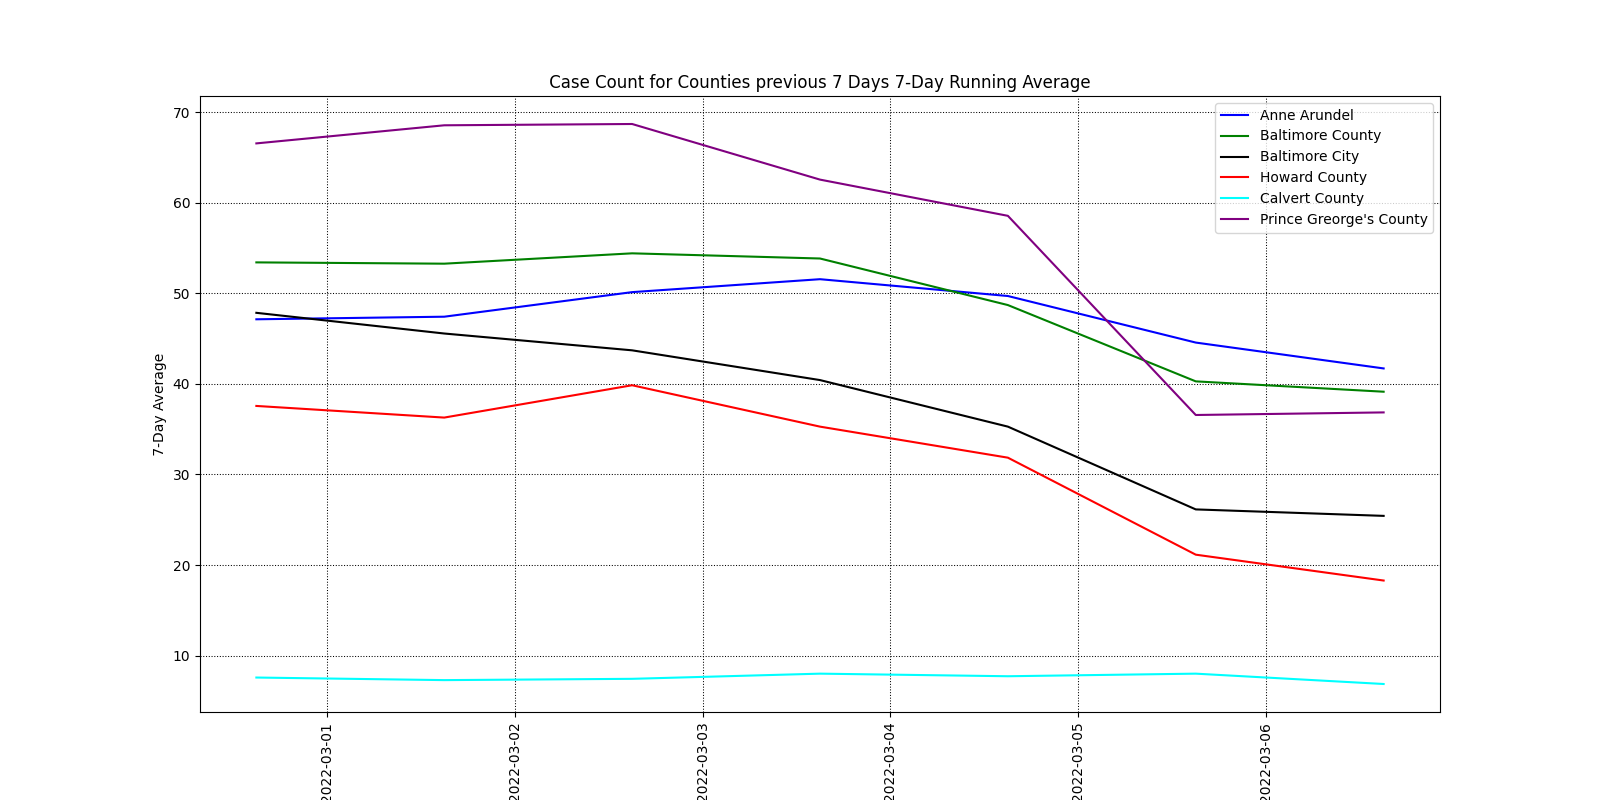 Case Count for Counties previous 7 Days 7-Day Running Average
Anne Arundel
Baltimore County
Baltimore City
Howard County
Calvert County
Prince Greorge's County
7-Day Average
70
60
50
40
30
20
10
2022-03-01
2022-03-02
2022-03-03
2022-03-04
2022-03-05
2022-03-06